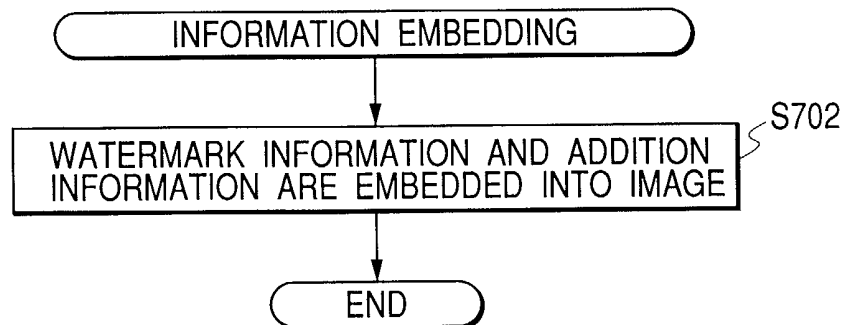 INFORMATION EMBEDDING
S702
WATERMARK INFORMATION AND ADDITION
INFORMATION ARE EMBEDDED INTO IMAGE
END